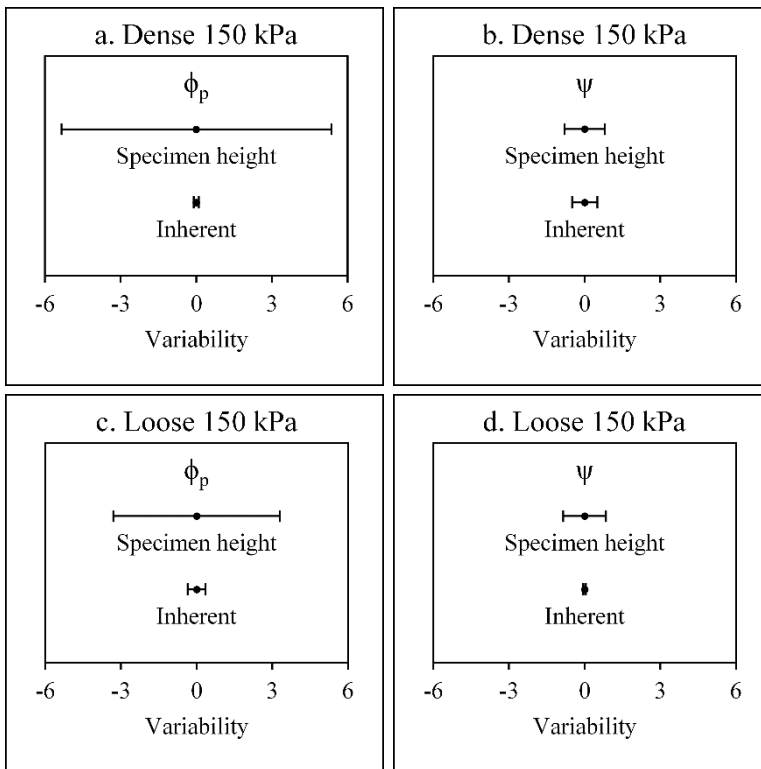 a. Dense 150 kPa
ϕp
Specimen height
Inherent
-6 -3 0 3 6
Variability
b. Dense 150 kPa
ψ
Specimen height
Inherent
-6 -3 0 3 6
Variability
c. Loose 150 kPa
ϕp
Specimen height
Inherent
-6 -3 0 3 6
Variability
d. Loose 150 kPa
ψ
Specimen height
Inherent
-6 -3 0 3 6
Variability